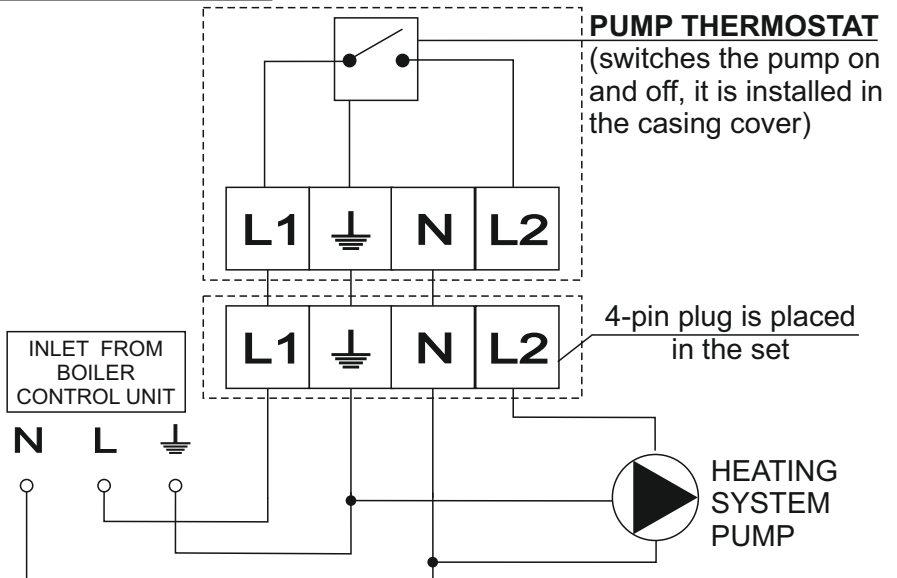 PUMP THERMOSTAT
(switches the pump on
and off, it is installed in
the casing cover)
L1 ⏚ N L2
4-pin plug is placed
in the set
L1 ⏚ N L2
INLET FROM
BOILER
CONTROL UNIT
N L ⏚
HEATING
SYSTEM
PUMP